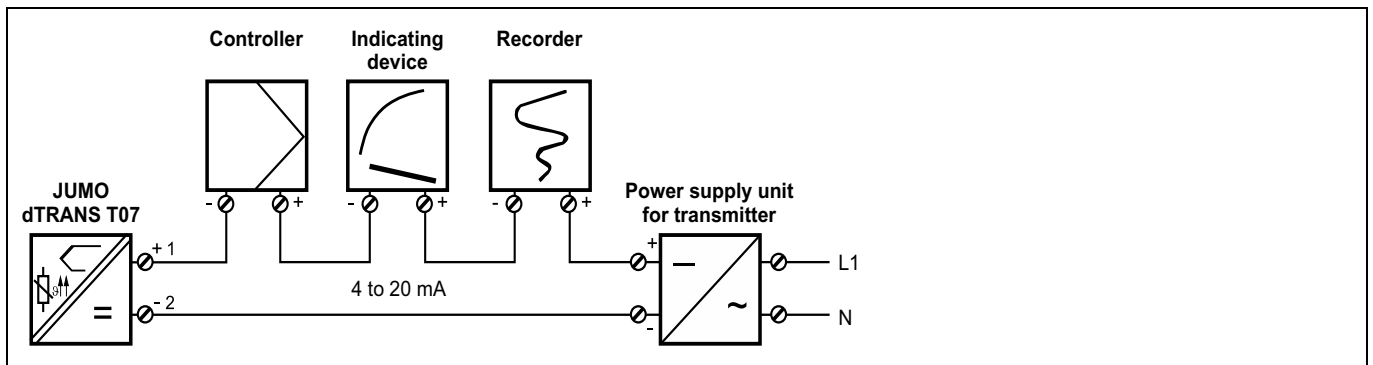 Controller
Indicating
device
Recorder
JUMO
dTRANS T07
- +
- +
- +
Power supply unit
for transmitter
+ 1
+
L1
4 to 20 mA
- 2
-
N
ϑ
=
—
~